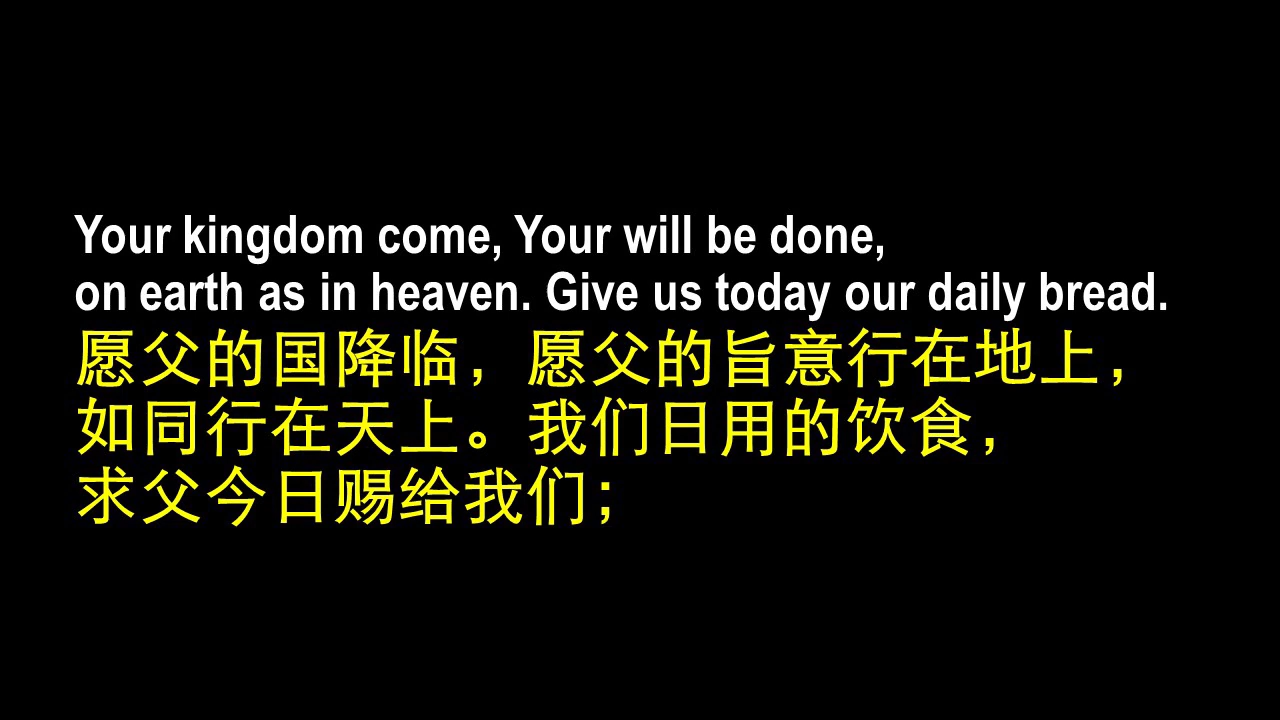 Your kingdom come, Your will be done,
on earth as in heaven. Give us today our daily bread.
愿父的国降临，愿父的旨意行在地上，
如同行在天上。我们日用的饮食，
求父今日赐给我们；